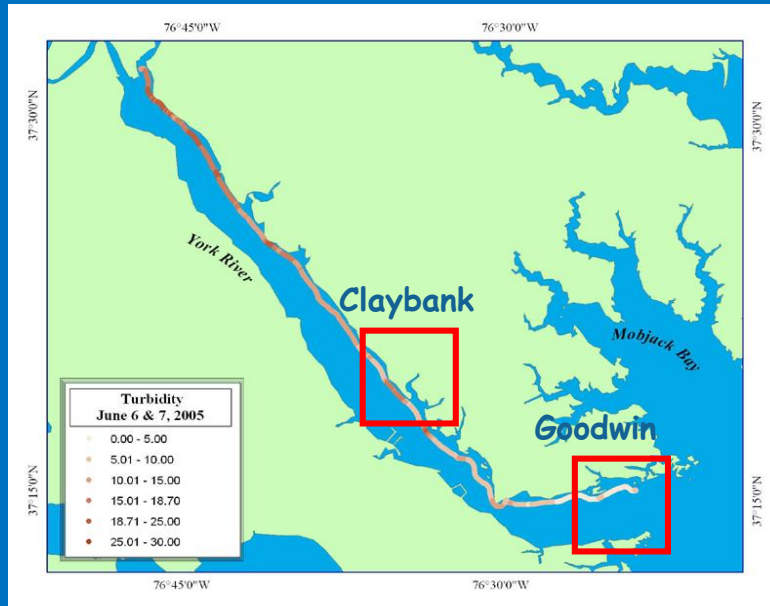 76°45'0"W
76°30'0"W
37°30'0"N
37°30'0"N
York River
Claybank
Mobjack Bay
Goodwin
Turbidity
June 6 & 7, 2005
0.00 - 5.00
5.01 - 10.00
10.01 - 15.00
15.01 - 18.70
18.71 - 25.00
25.01 - 30.00
37°15'0"N
37°15'0"N
76°45'0"W
76°30'0"W